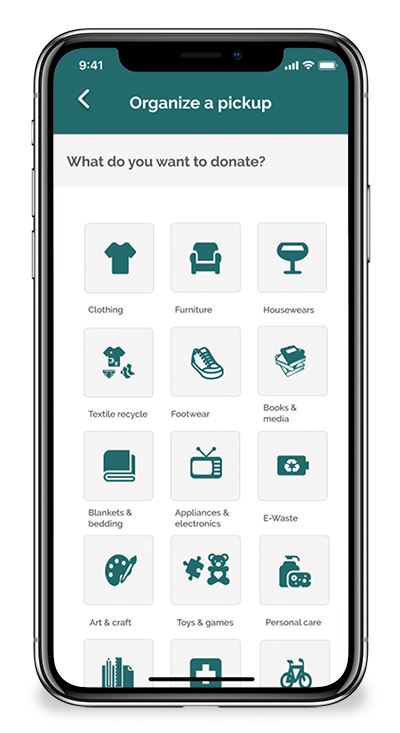 9:41
Organize a pickup
What do you want to donate?
Clothing
Furniture
Housewears
Textile recycle
Footwear
Books &
media
Blankets &
bedding
Appliances &
electronics
E-Waste
Art & craft
Toys & games
Personal care